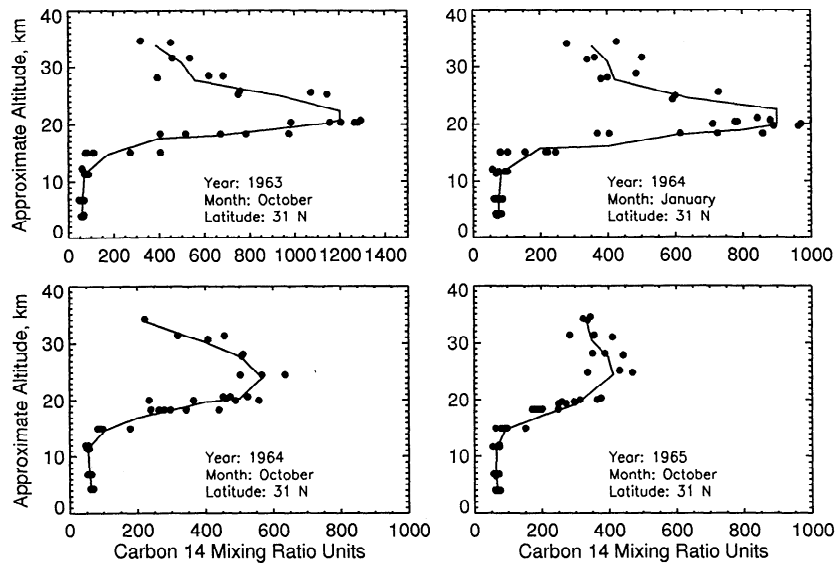 Approximate Altitude, km
40
30
20
10
0
0 200 400 600 800 1000 1200 1400
Year: 1963
Month: October
Latitude: 31 N
40
30
20
10
0
0 200 400 600 800 1000
Year: 1964
Month: January
Latitude: 31 N
Approximate Altitude, km
40
30
20
10
0
0 200 400 600 800 1000
Year: 1964
Month: October
Latitude: 31 N
Carbon 14 Mixing Ratio Units
40
30
20
10
0
0 200 400 600 800 1000
Year: 1965
Month: October
Latitude: 31 N
Carbon 14 Mixing Ratio Units